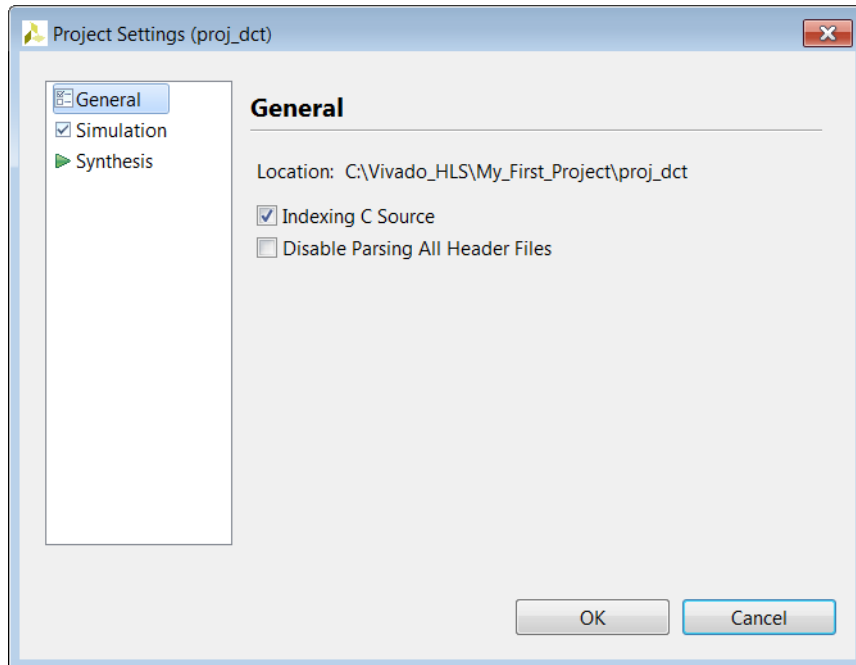 Project Settings (proj_dct)
General
Simulation
Synthesis
General
Location: C:\Vivado_HLS\My_First_Project\proj_dct
Indexing C Source
Disable Parsing All Header Files
OK
Cancel